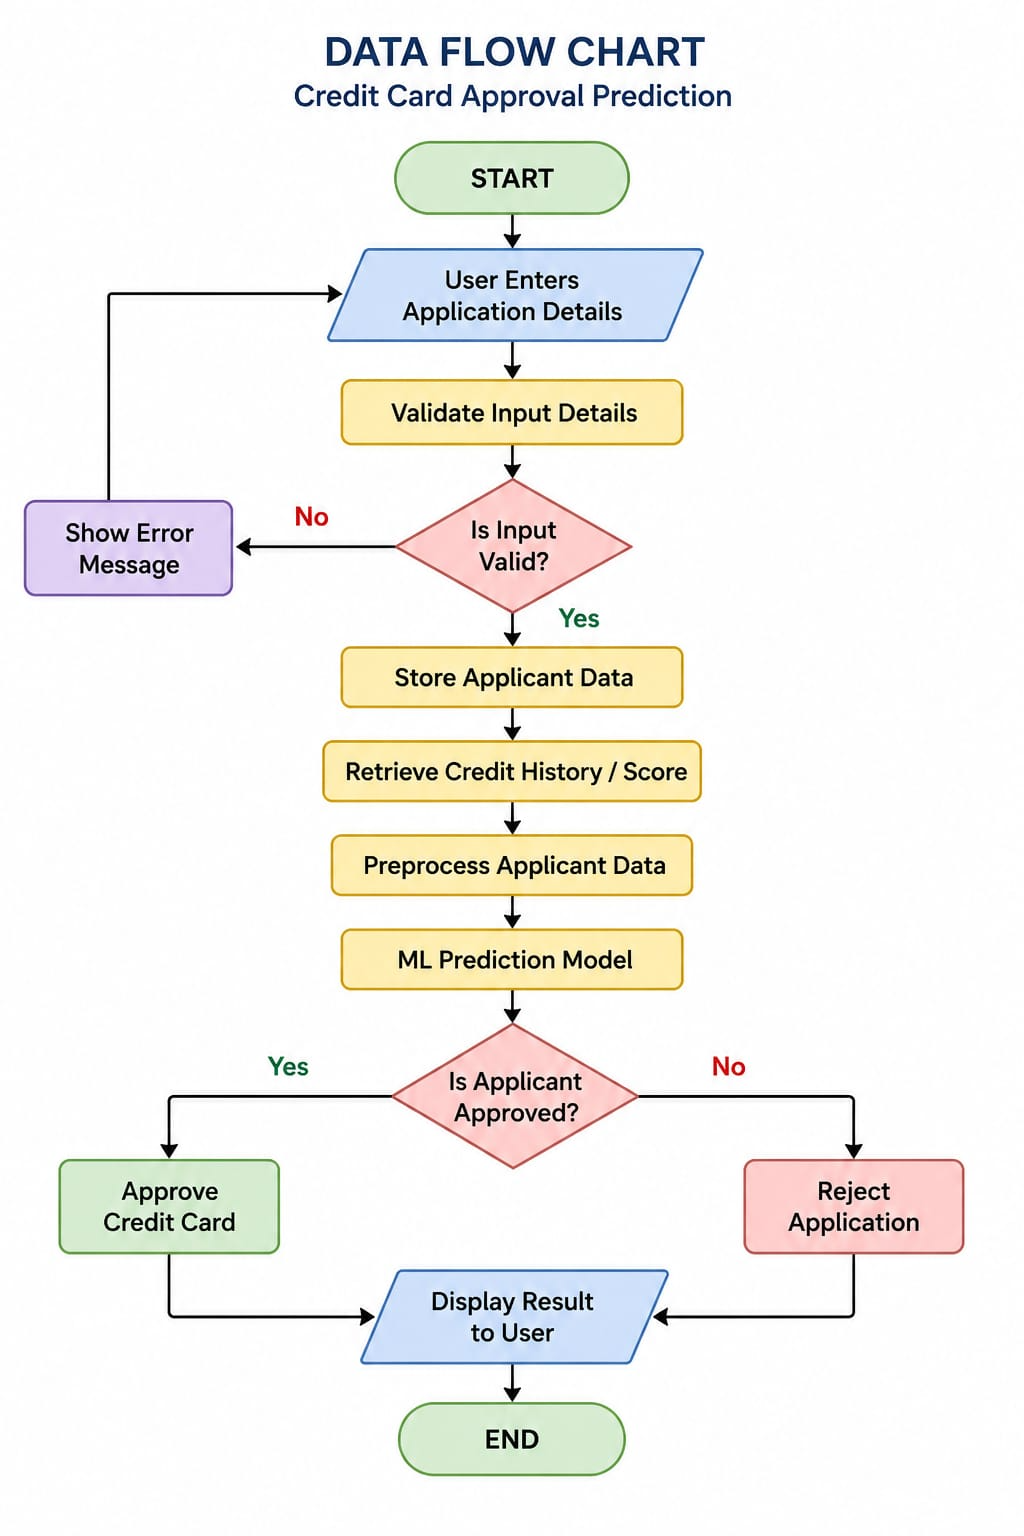 DATA FLOW CHART
Credit Card Approval Prediction
START
User Enters
Application Details
Validate Input Details
Is Input
Valid?
No
Show Error
Message
Yes
Store Applicant Data
Retrieve Credit History / Score
Preprocess Applicant Data
ML Prediction Model
Is Applicant
Approved?
Yes
No
Approve
Credit Card
Reject
Application
Display Result
to User
END